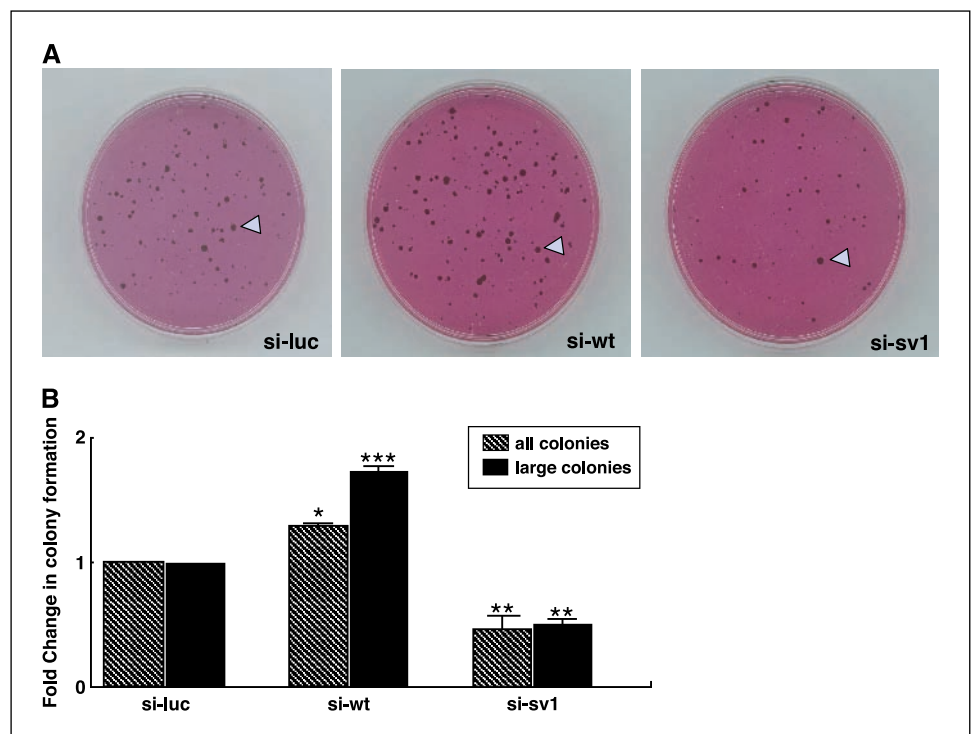 A
si-luc
si-wt
si-sv1
B
Fold Change in colony formation
2
1
0
all colonies
large colonies
*
***
**
**
si-luc
si-wt
si-sv1